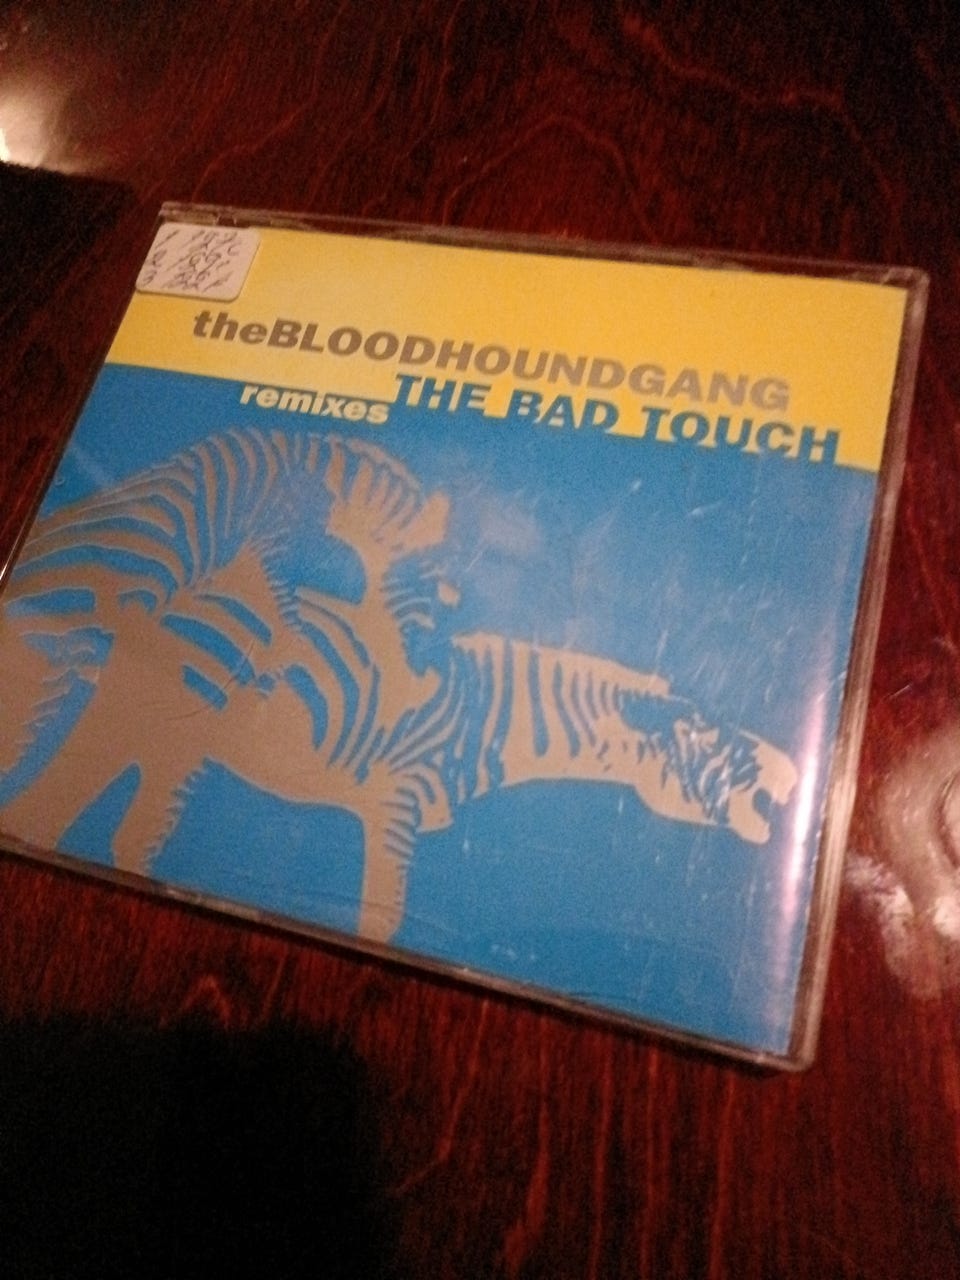 theBLOODHOUNDGANG
THE BAD TOUCH
remixes